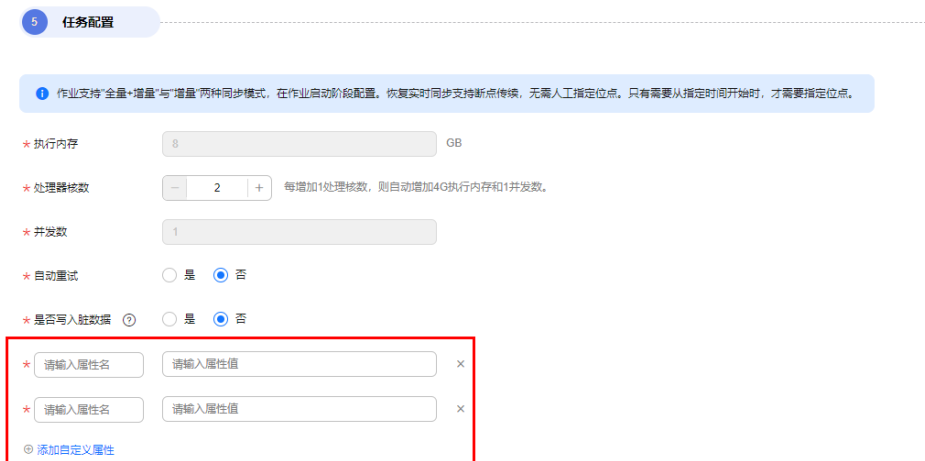 5 任务配置
作业支持"全量+增量"与"增量"两种同步模式，在作业启动阶段配置。恢复实时同步支持断点传续，无需人工指定位点。只有需要从指定时间开始时，才需要指定位点。
* 执行内存 8 GB
* 处理器核数 − 2 + 每增加1处理核数，则自动增加4G执行内存和1并发数。
* 并发数 1
* 自动重试 是 否
* 是否写入脏数据 ? 是 否
* 请输入属性名 请输入属性值 ×
* 请输入属性名 请输入属性值 ×
⊕ 添加自定义属性